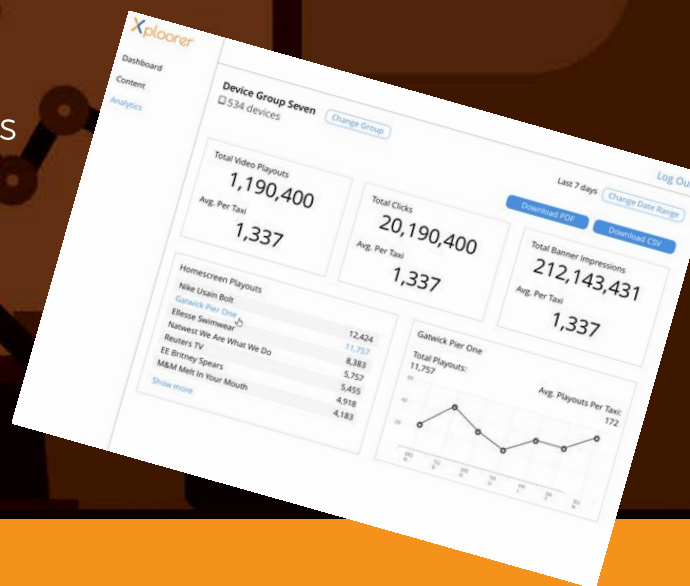 s
Xploorer
Dashboard
Content
Analytics
Device Group Seven
534 devices
Change Group
Log Ou
Last 7 days
Change Date Range
Download PDF
Download CSV
Total Video Playouts
1,190,400
Avg. Per Taxi
1,337
Total Clicks
20,190,400
Avg. Per Taxi
1,337
Total Banner Impressions
212,143,431
Avg. Per Taxi
1,337
Homescreen Playouts
Nike Usain Bolt 12,424
Gatwick Pier One 11,757
Ellesse Swimwear 8,383
Natwest We Are What We Do 5,757
Reuters TV 5,455
EE Britney Spears 4,918
M&M Melt In Your Mouth 4,183
Show more
Gatwick Pier One
Total Playouts:
11,757
Avg. Playouts Per Taxi:
172